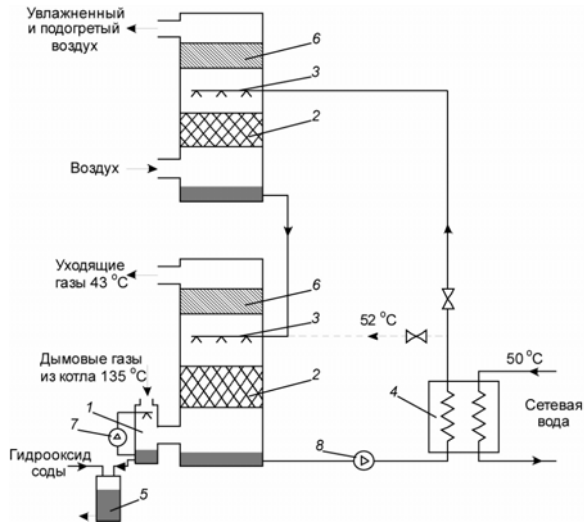 Увлажненный
и подогретый
воздух
6
3
2
Воздух
Уходящие
газы 43 °C
6
3
52 °C
50 °C
Дымовые газы
из котла 135 °C
2
4
1
7
Сетевая
вода
8
Гидрооксид
соды
5